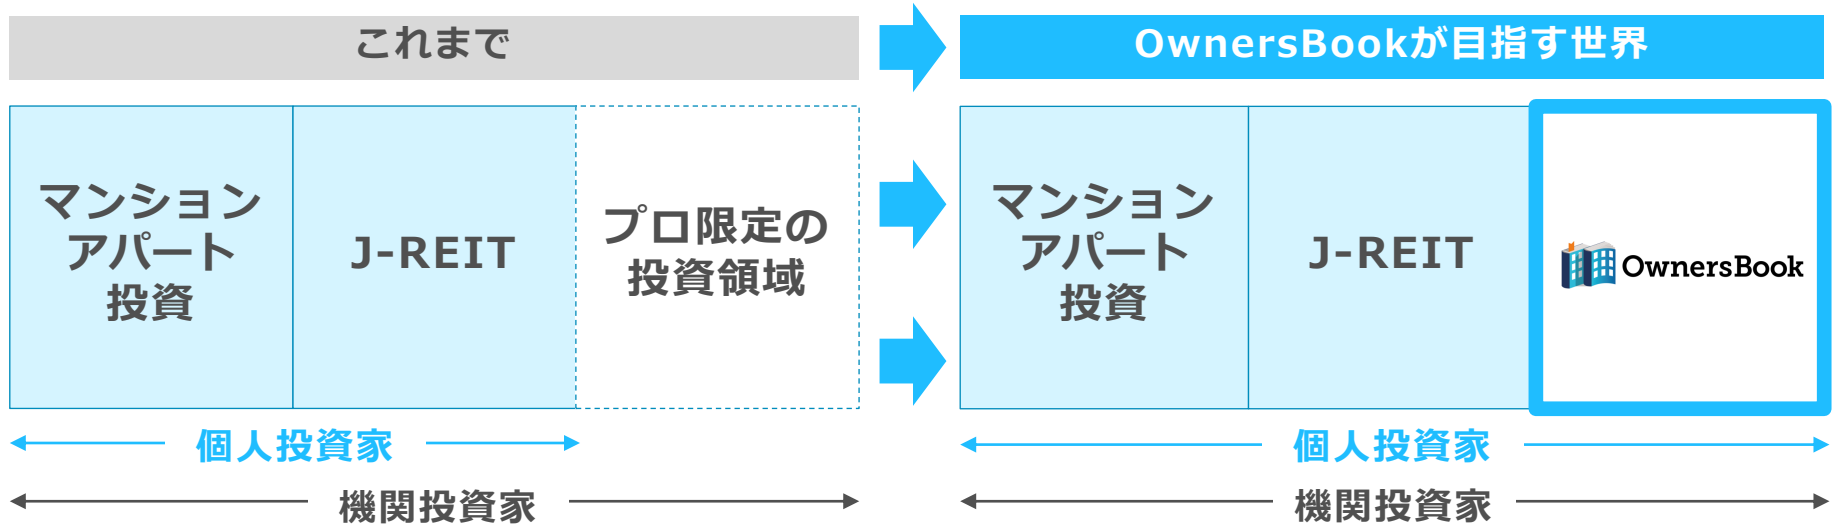 これまで
OwnersBookが目指す世界
マンション
アパート
投資
J-REIT
プロ限定の
投資領域
マンション
アパート
投資
J-REIT
OwnersBook
個人投資家
機関投資家
個人投資家
機関投資家